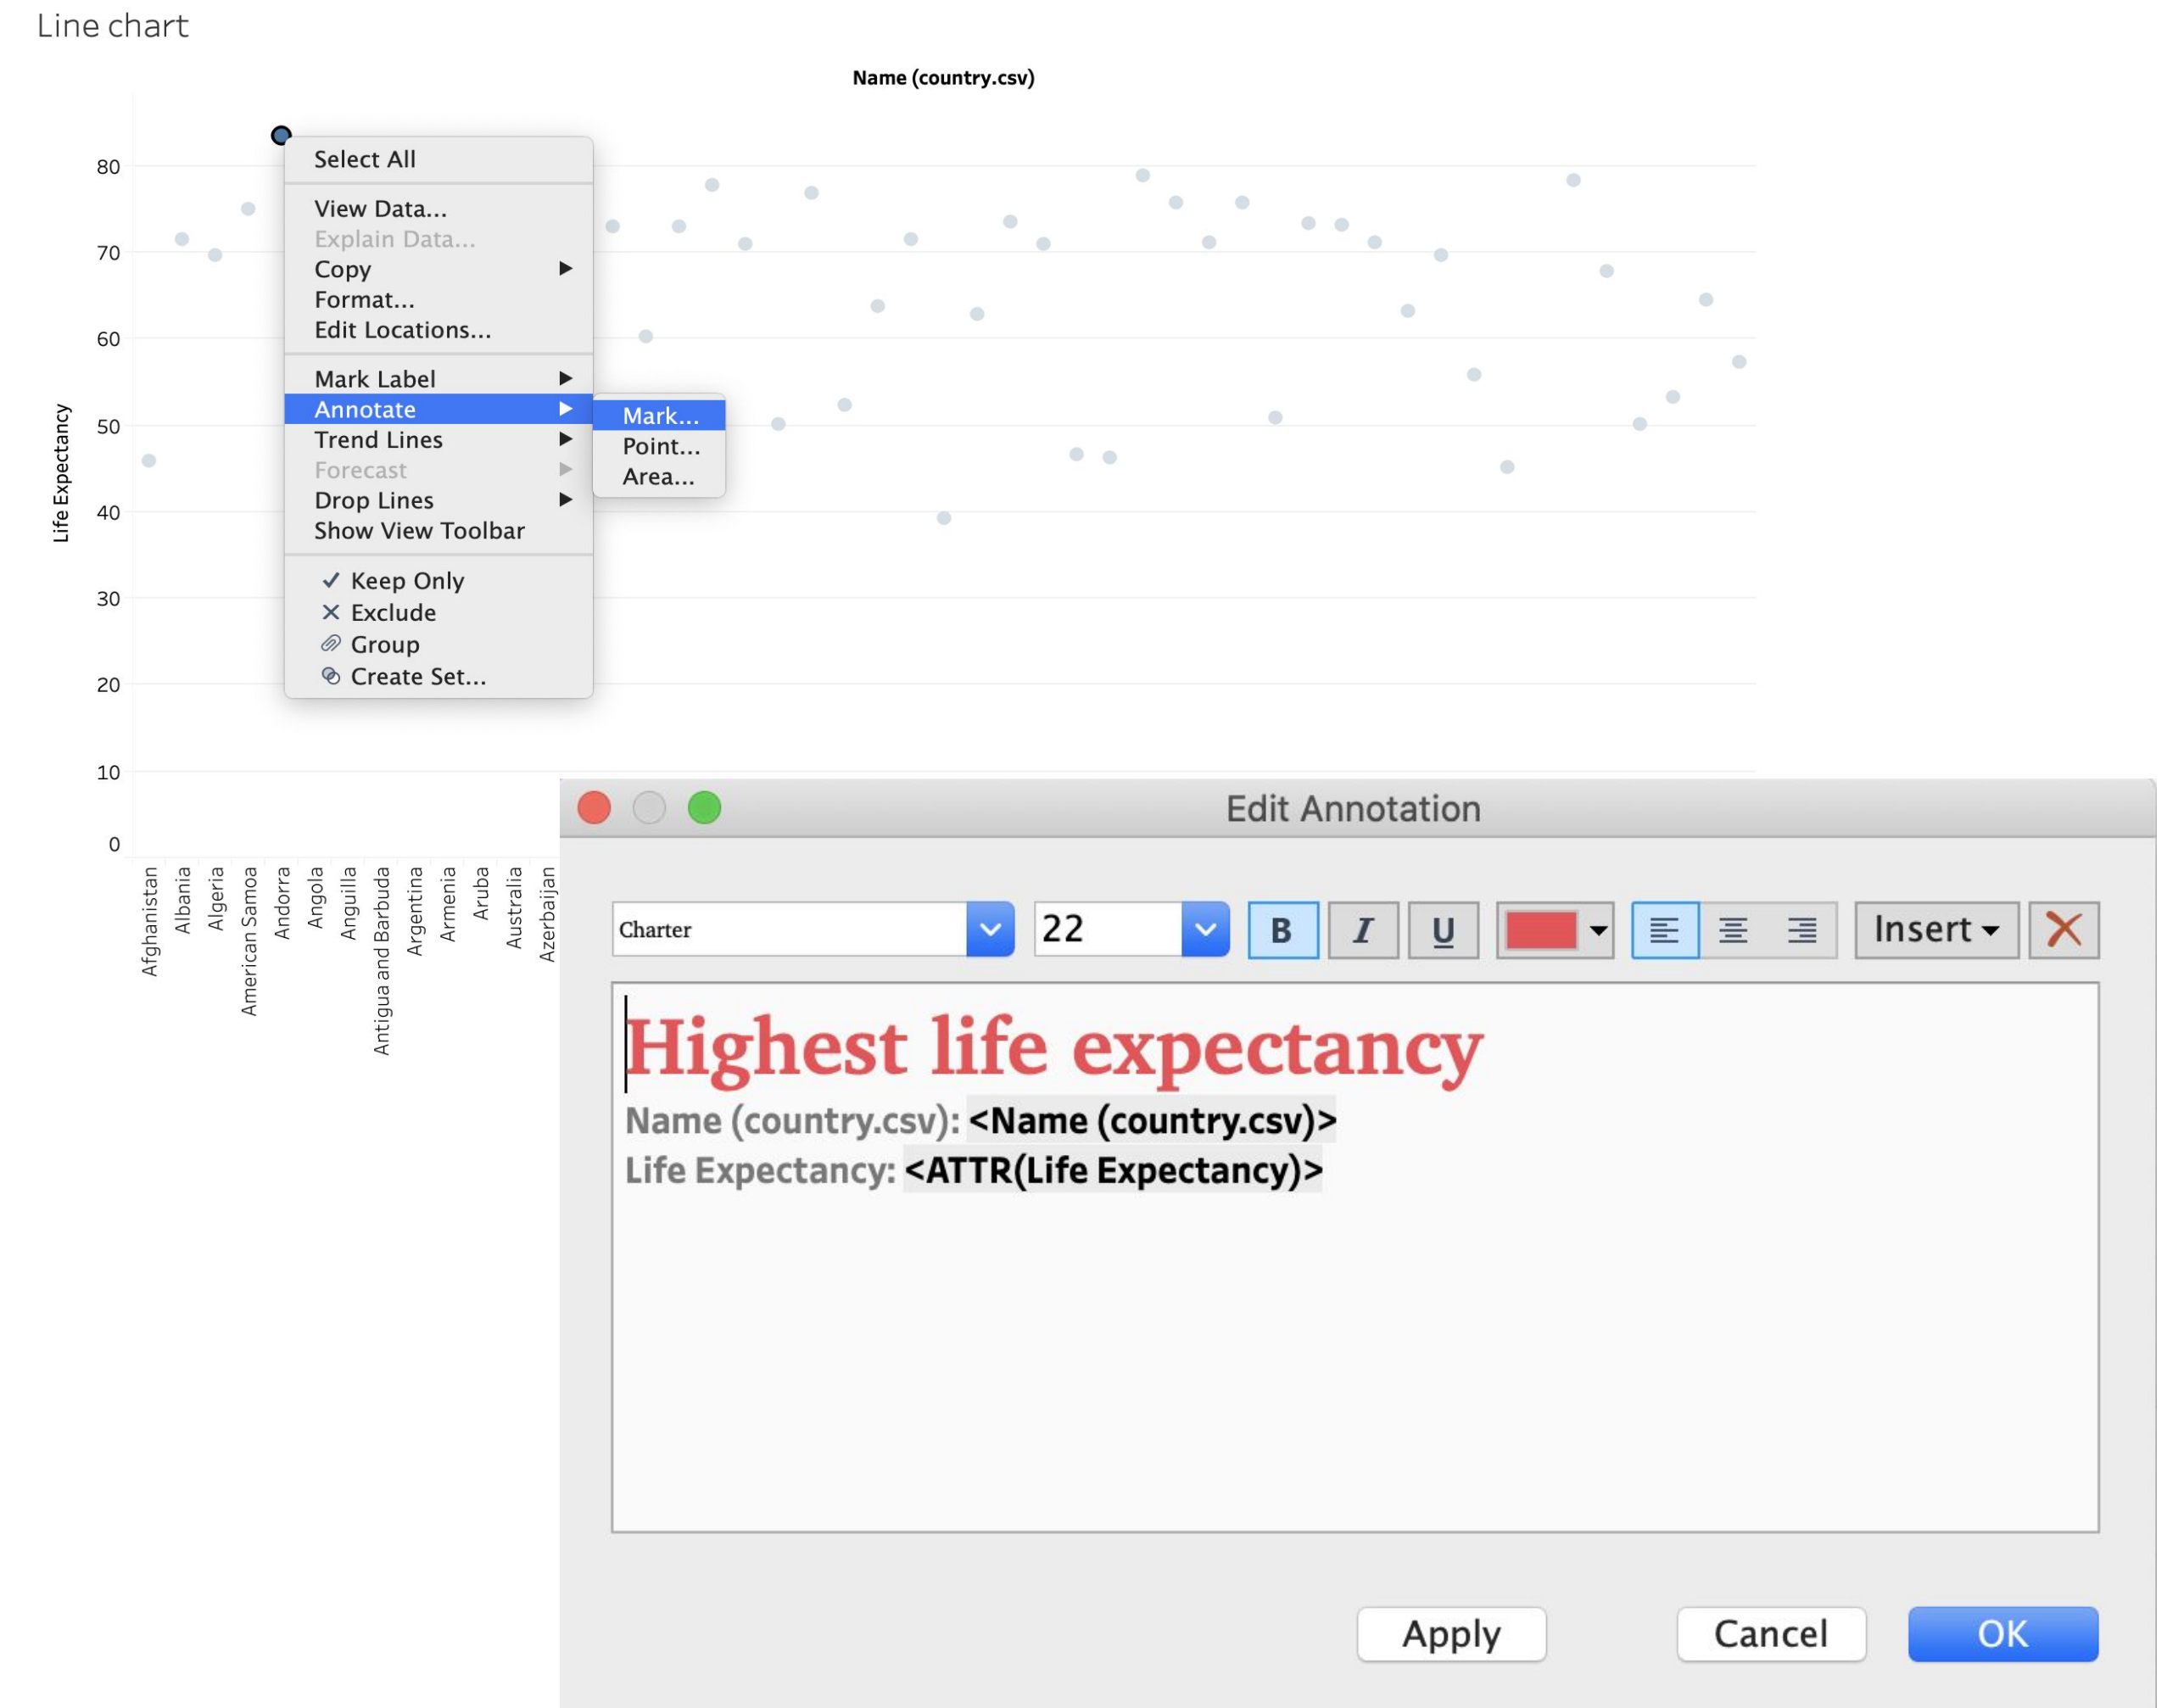 Line chart
Name (country.csv)
Life Expectancy
80
70
60
50
40
30
20
10
0
Afghanistan
Albania
Algeria
American Samoa
Andorra
Angola
Anguilla
Antigua and Barbuda
Argentina
Armenia
Aruba
Australia
Azerbaijan
Select All
View Data...
Explain Data...
Copy
Format...
Edit Locations...
Mark Label
Annotate
Trend Lines
Forecast
Drop Lines
Show View Toolbar
Keep Only
Exclude
Group
Create Set...
Mark...
Point...
Area...
Edit Annotation
Charter 22 B I U Insert
Highest life expectancy
Name (country.csv): <Name (country.csv)>
Life Expectancy: <ATTR(Life Expectancy)>
Apply Cancel OK